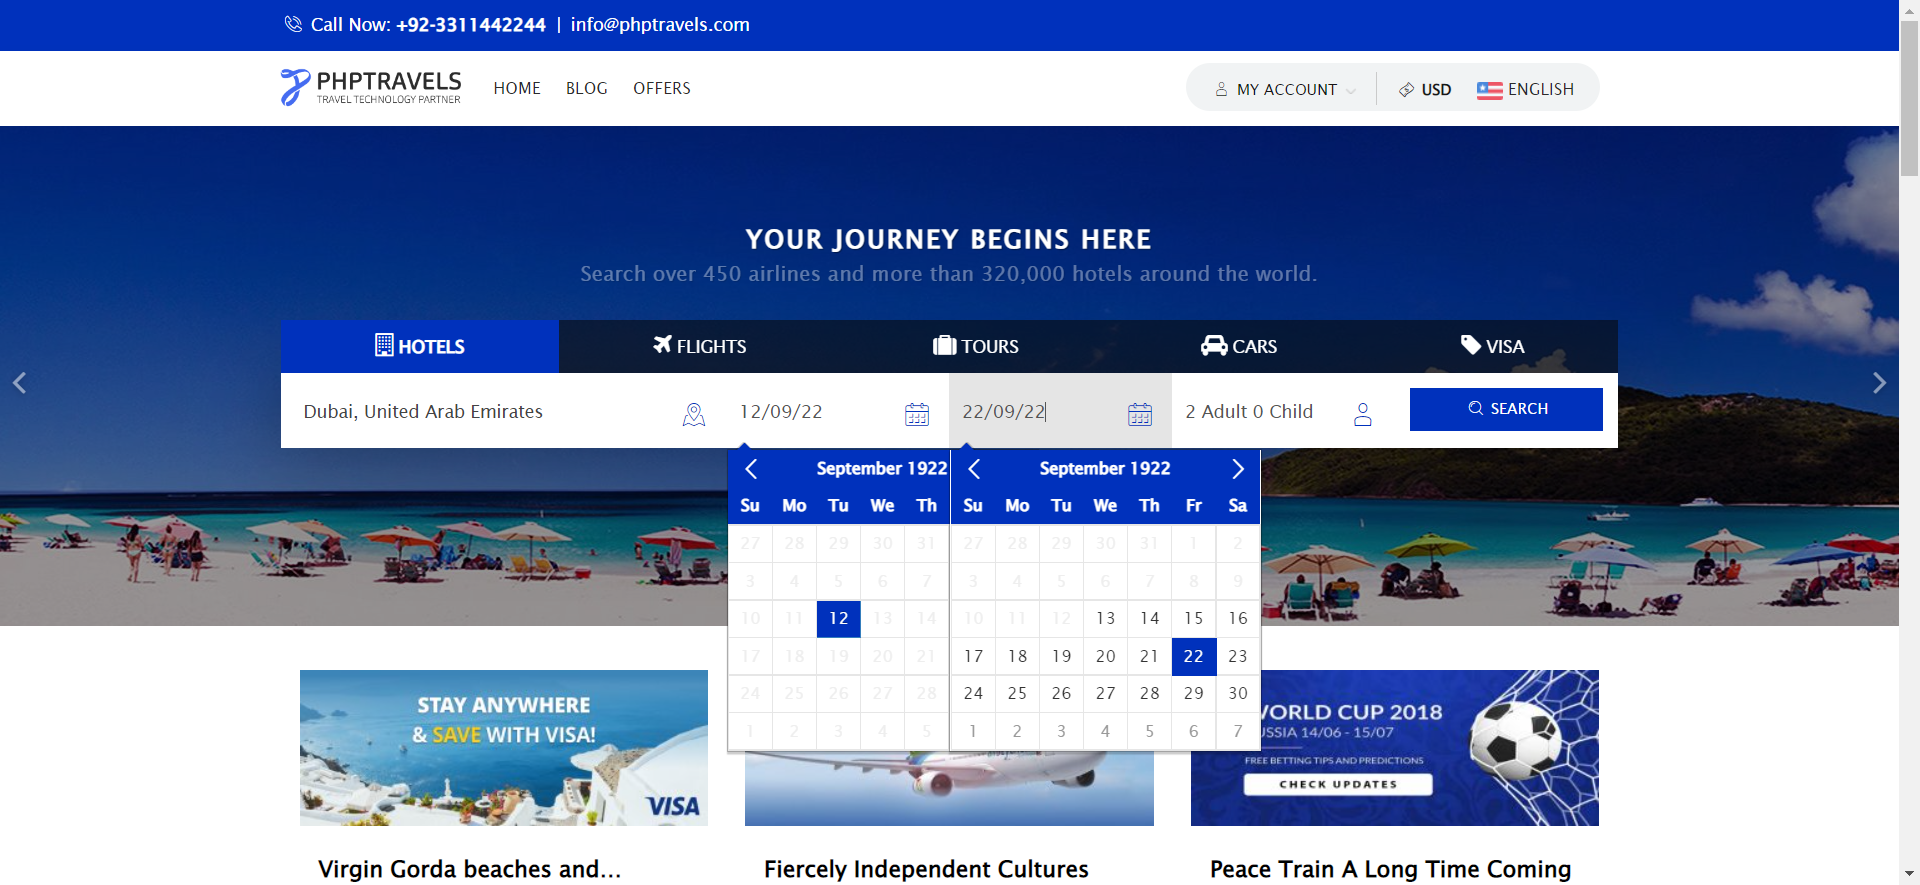 Call Now: +92-3311442244 | info@phptravels.com
PHPTRAVELS
TRAVEL TECHNOLOGY PARTNER
HOME BLOG OFFERS
MY ACCOUNT USD ENGLISH
YOUR JOURNEY BEGINS HERE
Search over 450 airlines and more than 320,000 hotels around the world.
HOTELS FLIGHTS TOURS CARS VISA
Dubai, United Arab Emirates 12/09/22 22/09/22 2 Adult 0 Child SEARCH
September 1922
Su Mo Tu We Th
27 28 29 30 31
3 4 5 6 7
10 11 12 13 14
17 18 19 20 21
24 25 26 27 28
1 2 3 4 5
September 1922
Su Mo Tu We Th Fr Sa
27 28 29 30 31 1 2
3 4 5 6 7 8 9
10 11 12 13 14 15 16
17 18 19 20 21 22 23
24 25 26 27 28 29 30
1 2 3 4 5 6 7
STAY ANYWHERE
& SAVE WITH VISA!
VISA
ORLD CUP 2018
USSIA 14/06 - 15/07
FREE BETTING TIPS AND PREDICTIONS
CHECK UPDATES
Virgin Gorda beaches and...
Fiercely Independent Cultures
Peace Train A Long Time Coming